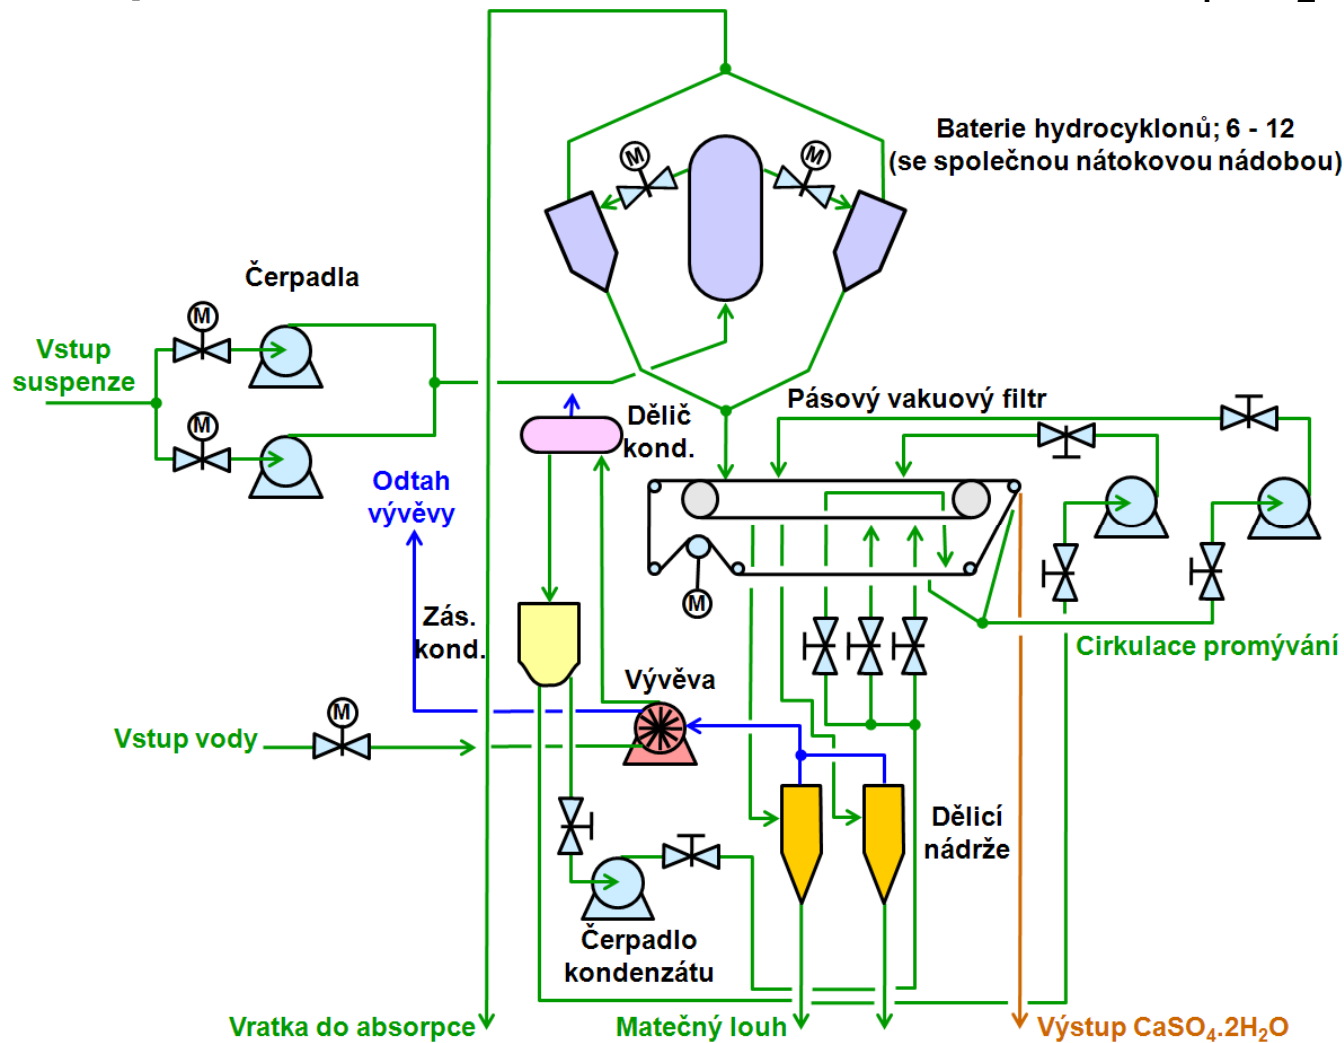 Baterie hydrocyklonů; 6 - 12
(se společnou nátokovou nádobou)
M
M
Čerpadla
M
Vstup
suspenze
M
Dělič
kond.
Pásový vakuový filtr
Odtah
vývěvy
M
Zás.
kond.
Cirkulace promývání
Vývěva
M
Vstup vody
Dělicí
nádrže
Čerpadlo
kondenzátu
Vratka do absorpce
Matečný louh
Výstup CaSO₄.2H₂O